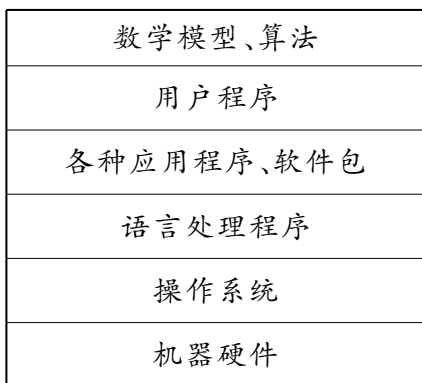 数学模型、算法
用户程序
各种应用程序、软件包
语言处理程序
操作系统
机器硬件